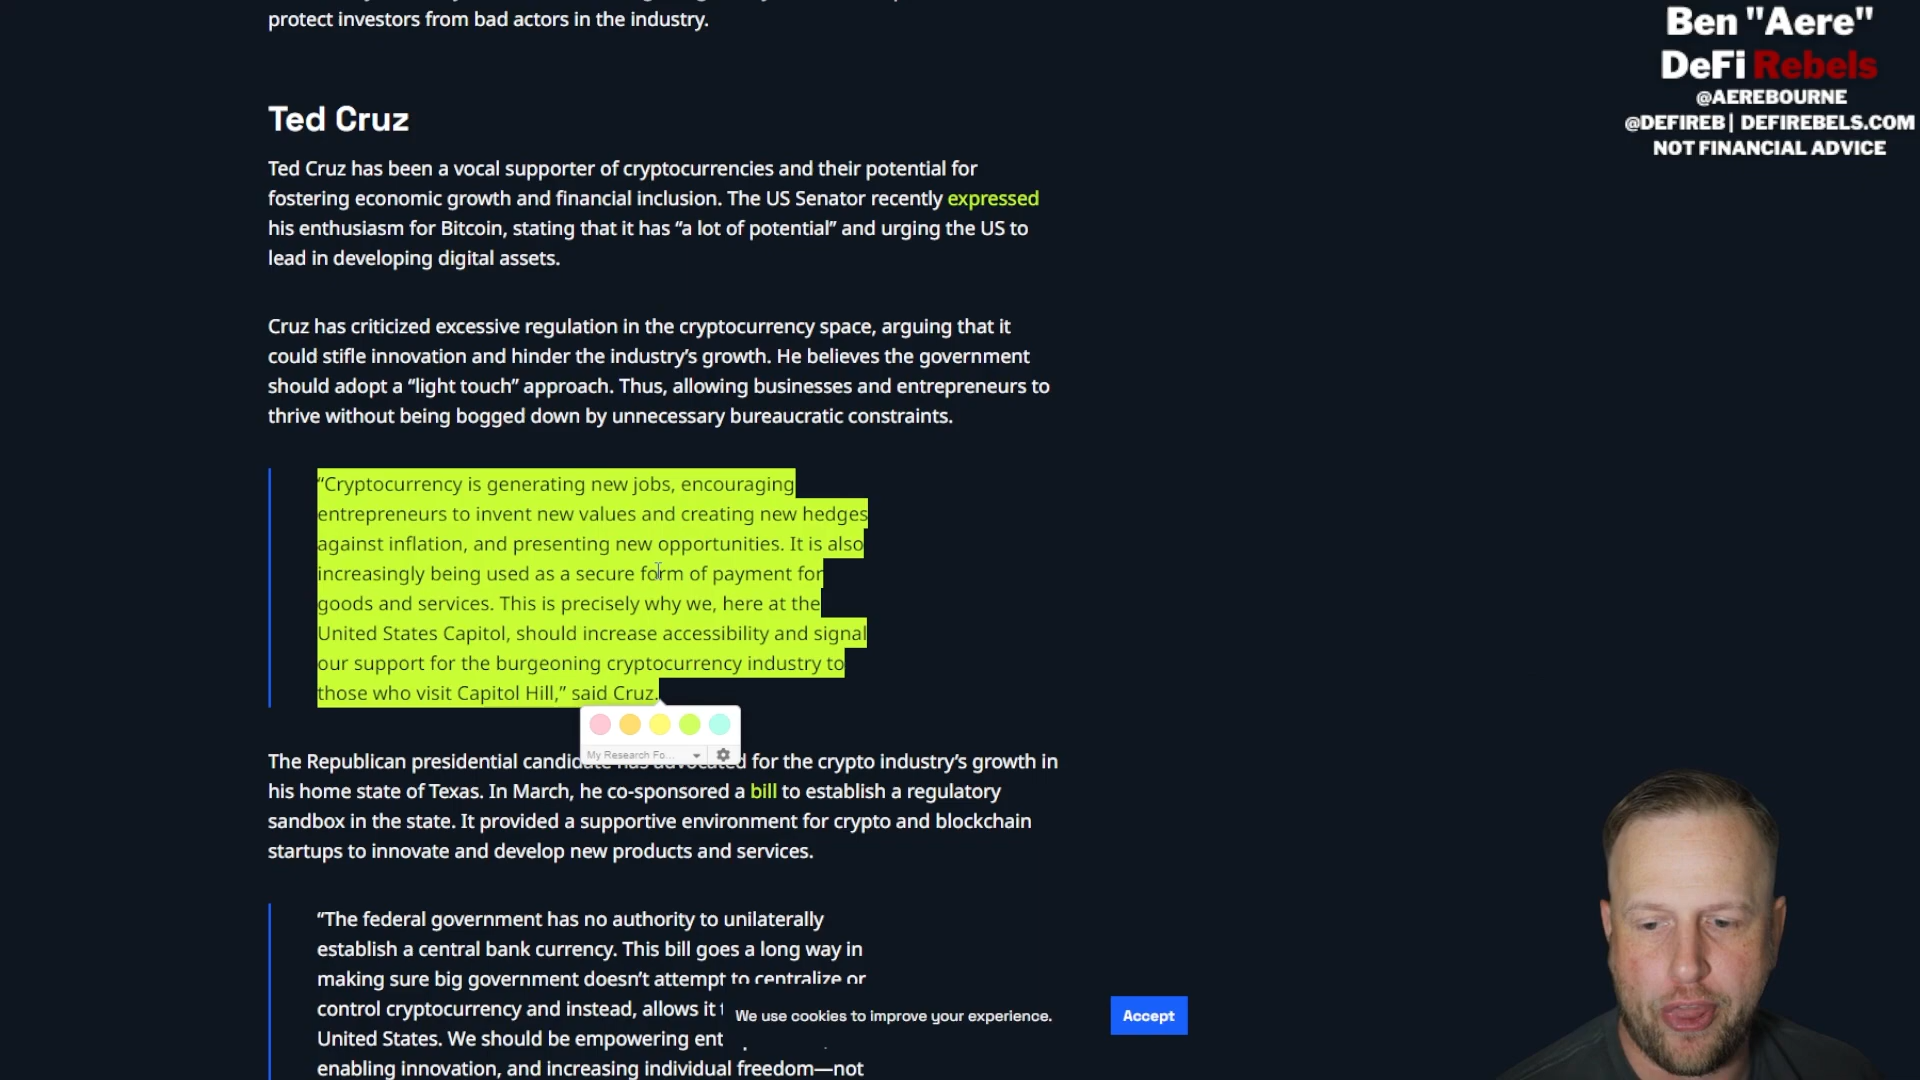 protect investors from bad actors in the industry.
Ben "Aere"
DeFi Rebels
@AEREBOURNE
@DEFIREB | DEFIREBELS.COM
NOT FINANCIAL ADVICE
Ted Cruz
Ted Cruz has been a vocal supporter of cryptocurrencies and their potential for
fostering economic growth and financial inclusion. The US Senator recently expressed
his enthusiasm for Bitcoin, stating that it has “a lot of potential” and urging the US to
lead in developing digital assets.
Cruz has criticized excessive regulation in the cryptocurrency space, arguing that it
could stifle innovation and hinder the industry’s growth. He believes the government
should adopt a “light touch” approach. Thus, allowing businesses and entrepreneurs to
thrive without being bogged down by unnecessary bureaucratic constraints.
“Cryptocurrency is generating new jobs, encouraging
entrepreneurs to invent new values and creating new hedges
against inflation, and presenting new opportunities. It is also
increasingly being used as a secure form of payment for
goods and services. This is precisely why we, here at the
United States Capitol, should increase accessibility and signal
our support for the burgeoning cryptocurrency industry to
those who visit Capitol Hill,” said Cruz.
My Research Fo...
The Republican presidential candidate has advocated for the crypto industry’s growth in
his home state of Texas. In March, he co-sponsored a bill to establish a regulatory
sandbox in the state. It provided a supportive environment for crypto and blockchain
startups to innovate and develop new products and services.
“The federal government has no authority to unilaterally
establish a central bank currency. This bill goes a long way in
making sure big government doesn’t attempt to centralize or
control cryptocurrency and instead, allows it
United States. We should be empowering ent
enabling innovation, and increasing individual freedom—not
We use cookies to improve your experience.
Accept